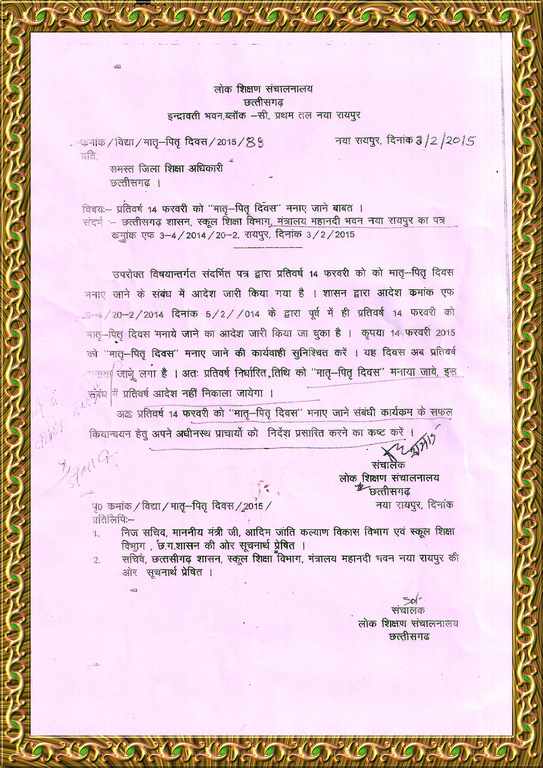 लोक शिक्षण संचालनालय
छत्तीसगढ़
इन्द्रावती भवन,ब्लॉक –सी, प्रथम तल नया रायपुर
कमांक/विद्या/मातृ–पितृ दिवस/2015/88 नया रायपुर, दिनांक 3/2/2015
प्रति,
समस्त जिला शिक्षा अधिकारी
छत्तीसगढ़ ।
विषयः– प्रतिवर्ष 14 फरवरी को "मातृ–पितृ दिवस" मनाए जाने बाबत ।
संदर्भ :– छत्तीसगढ़ शासन, स्कूल शिक्षा विभाग, मंत्रालय महानदी भवन नया रायपुर का पत्र
कमांक एफ 3–4/2014/20–2, रायपुर, दिनांक 3/2/2015
उपरोक्त विषयान्तर्गत संदर्भित पत्र द्वारा प्रतिवर्ष 14 फरवरी को को मातृ–पितृ दिवस
मनाए जाने के संबंध में आदेश जारी किया गया है । शासन द्वारा आदेश कमांक एफ
3–4/20–2/2014 दिनांक 5/2//014 के द्वारा पूर्व में ही प्रतिवर्ष 14 फरवरी को
मातृ–पितृ दिवस मनाये जाने का आदेश जारी किया जा चुका है । कृपया 14 फरवरी 2015
को "मातृ–पितृ दिवस" मनाए जाने की कार्यवाही सुनिश्चित करें । यह दिवस अब प्रतिवर्ष
जाने लगा है । अतः प्रतिवर्ष निर्धारित तिथि को "मातृ–पितृ दिवस" मनाया जाये, इस
संबंध में प्रतिवर्ष आदेश नहीं निकाला जायेगा ।
अतः प्रतिवर्ष 14 फरवरी को "मातृ–पितृ दिवस" मनाए जाने संबंधी कार्यकम के सफल
कियान्वयन हेतु अपने अधीनस्थ प्राचार्यो को निर्देश प्रसारित करने का कष्ट करें ।
संचालक
लोक शिक्षण संचालनालय
छत्तीसगढ़
पृ0 कमांक/विद्या/मातृ–पितृ दिवस/2015/ नया रायपुर, दिनांक
प्रतिलिपिः–
1. निज सचिव, माननीय मंत्री जी, आदिम जाति कल्याण विकास विभाग एवं स्कूल शिक्षा
विभाग , छ.ग.शासन की ओर सूचनार्थ प्रेषित ।
2. सचिव, छत्तसीगढ़ शासन, स्कूल शिक्षा विभाग, मंत्रालय महानदी भवन नया रायपुर की
ओर सूचनार्थ प्रेषित ।
Sd/-
संचालक
लोक शिक्षण संचालनालय
छत्तीसगढ़